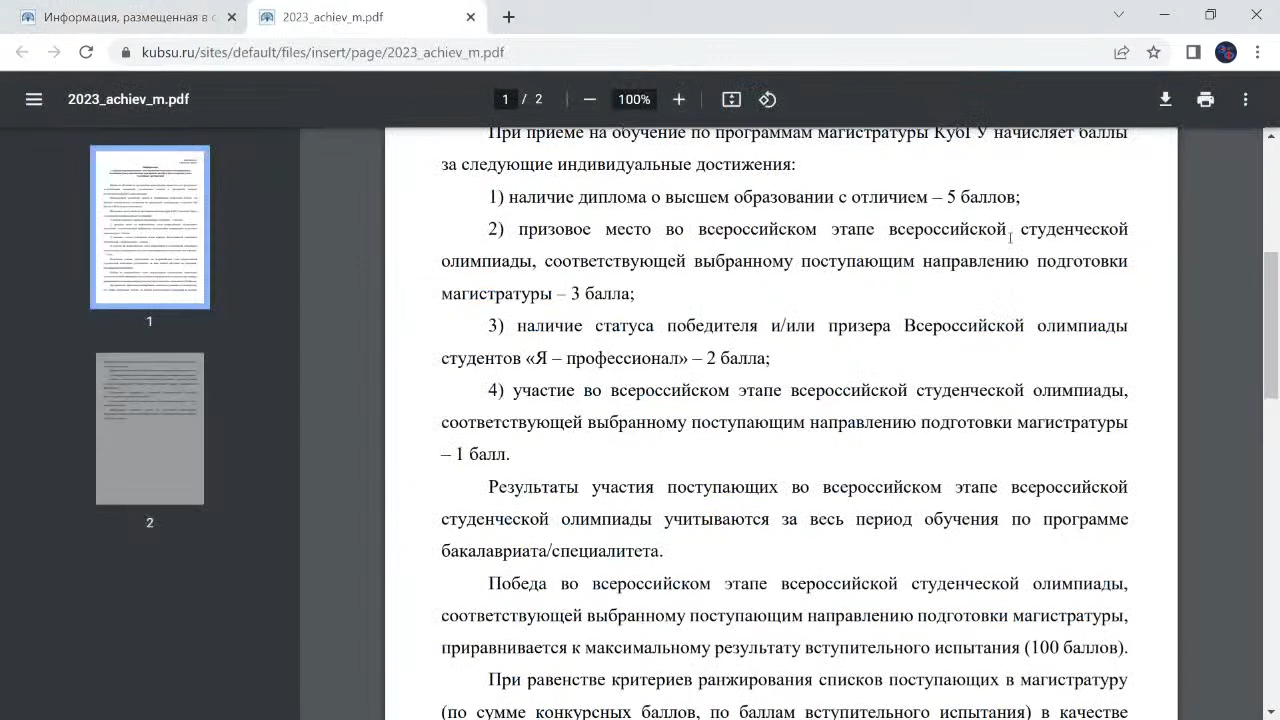 Информация, размещенная в с
2023_achiev_m.pdf
kubsu.ru/sites/default/files/insert/page/2023_achiev_m.pdf
2023_achiev_m.pdf
1 / 2
100%
При приеме на обучение по программам магистратуры КубГУ начисляет баллы
за следующие индивидуальные достижения:
1) наличие диплома о высшем образовании с отличием – 5 баллов;
2) призовое место во всероссийском этапе всероссийской студенческой
олимпиады, соответствующей выбранному поступающим направлению подготовки
магистратуры – 3 балла;
3) наличие статуса победителя и/или призера Всероссийской олимпиады
студентов «Я – профессионал» – 2 балла;
4) участие во всероссийском этапе всероссийской студенческой олимпиады,
соответствующей выбранному поступающим направлению подготовки магистратуры
– 1 балл.
Результаты участия поступающих во всероссийском этапе всероссийской
студенческой олимпиады учитываются за весь период обучения по программе
бакалавриата/специалитета.
Победа во всероссийском этапе всероссийской студенческой олимпиады,
соответствующей выбранному поступающим направлению подготовки магистратуры,
приравнивается к максимальному результату вступительного испытания (100 баллов).
При равенстве критериев ранжирования списков поступающих в магистратуру
(по сумме конкурсных баллов, по баллам вступительного испытания) в качестве
1
2